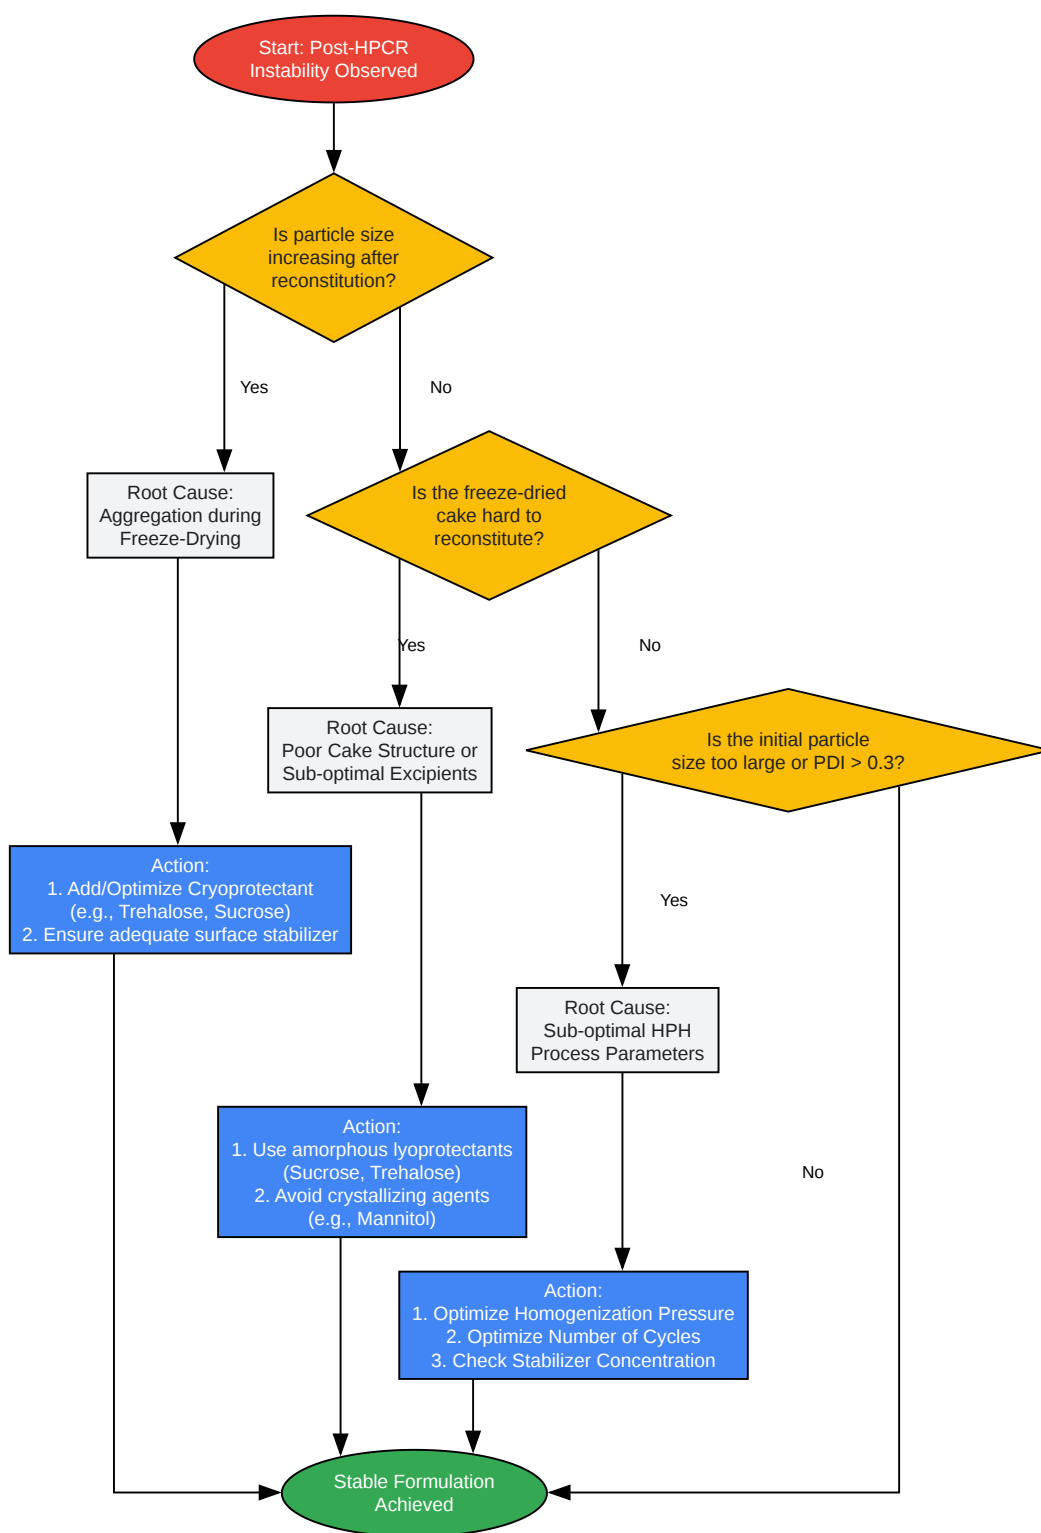 Start: Post-HPCR
Instability Observed
Is particle size
increasing after
reconstitution?
Yes
No
Root Cause:
Aggregation during
Freeze-Drying
Is the freeze-dried
cake hard to
reconstitute?
Yes
No
Root Cause:
Poor Cake Structure or
Sub-optimal Excipients
Is the initial particle
size too large or PDI > 0.3?
Action:
1. Add/Optimize Cryoprotectant
(e.g., Trehalose, Sucrose)
2. Ensure adequate surface stabilizer
Yes
Root Cause:
Sub-optimal HPH
Process Parameters
Action:
1. Use amorphous lyoprotectants
(Sucrose, Trehalose)
2. Avoid crystallizing agents
(e.g., Mannitol)
No
Action:
1. Optimize Homogenization Pressure
2. Optimize Number of Cycles
3. Check Stabilizer Concentration
Stable Formulation
Achieved